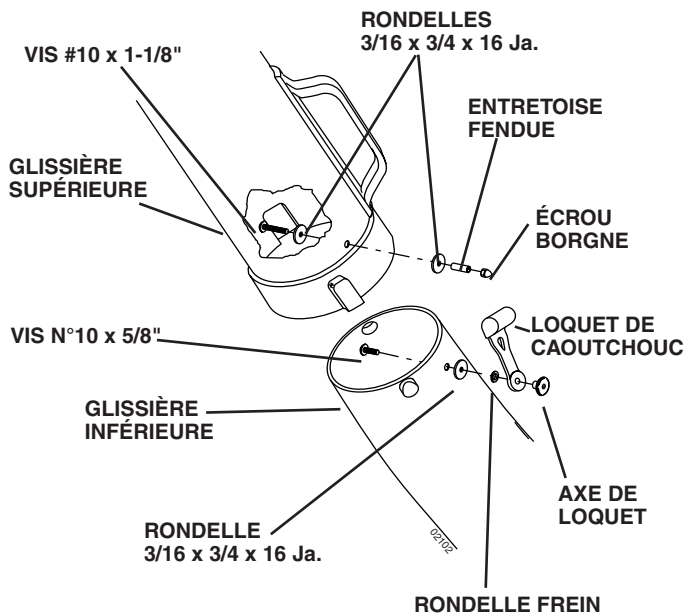 RONDELLES
3/16 x 3/4 x 16 Ja.
VIS #10 x 1-1/8"
ENTRETOISE
FENDUE
GLISSIÈRE
SUPÉRIEURE
ÉCROU
BORGNE
VIS N°10 x 5/8"
LOQUET DE
CAOUTCHOUC
GLISSIÈRE
INFÉRIEURE
AXE DE
LOQUET
RONDELLE
3/16 x 3/4 x 16 Ja.
02102
RONDELLE FREIN